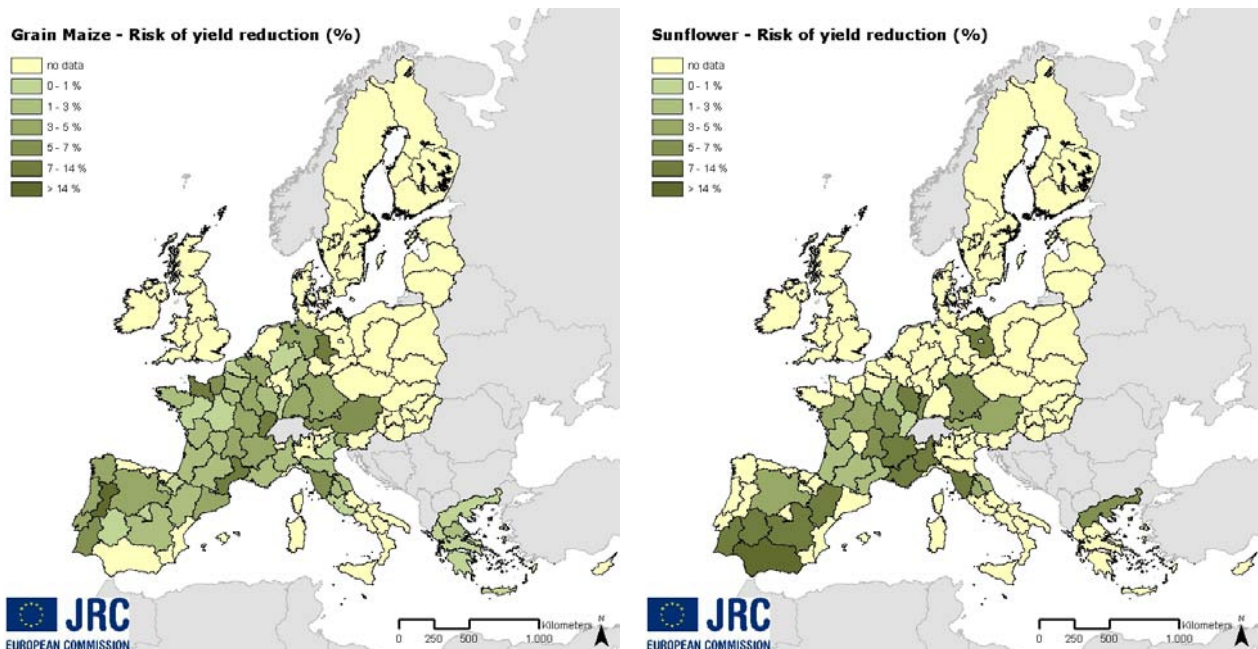 Grain Maize - Risk of yield reduction (%)
no data
0 - 1 %
1 - 3 %
3 - 5 %
5 - 7 %
7 - 14 %
> 14 %
JRC
EUROPEAN COMMISSION
0 250 500 1.000
Kilometers
N
Sunflower - Risk of yield reduction (%)
no data
0 - 1 %
1 - 3 %
3 - 5 %
5 - 7 %
7 - 14 %
> 14 %
JRC
EUROPEAN COMMISSION
0 250 500 1.000
Kilometers
N